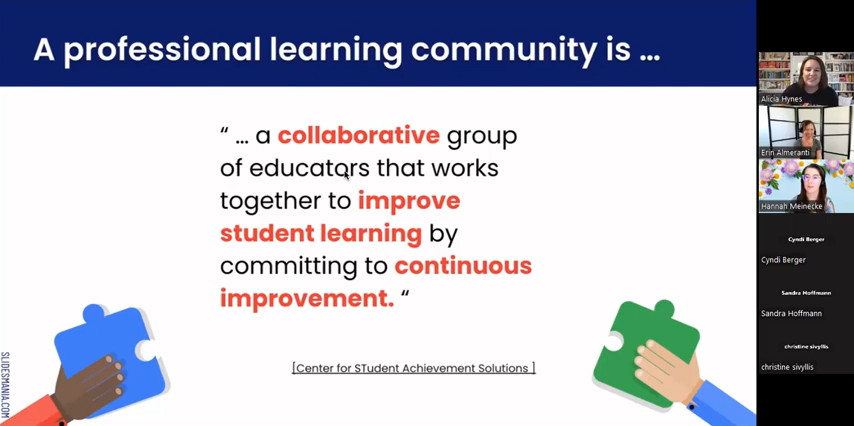 A professional learning community is ...
“ ... a collaborative group
of educators that works
together to improve
student learning by
committing to continuous
improvement. “
[Center for STudent Achievement Solutions ]
SLIDESMANIA.COM
Alicia Hynes
Erin Almeranti
Hannah Meinecke
Cyndi Berger
Cyndi Berger
Sandra Hoffmann
Sandra Hoffmann
christine sivyllis
christine sivyllis